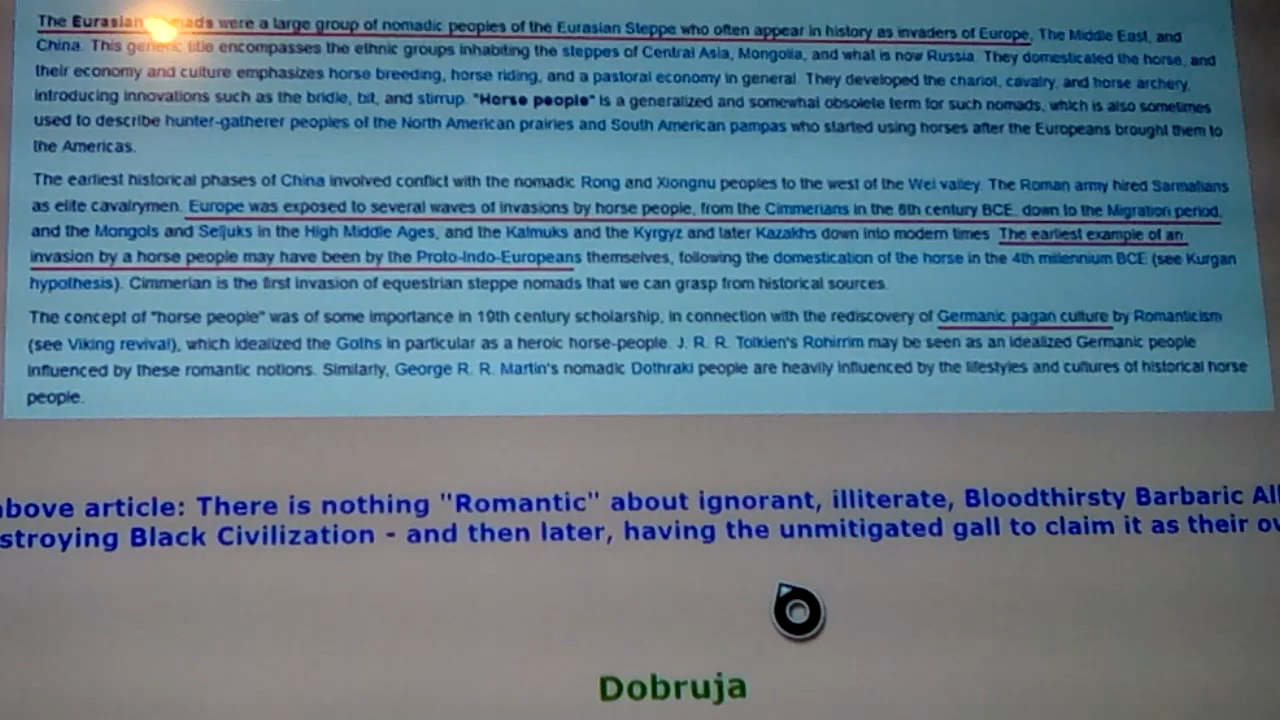 The Eurasian were a large group of nomadic peoples of the Eurasian Steppe who often appear in history as invaders of Europe, The Middle East, and
China. This generic title encompasses the ethnic groups inhabiting the steppes of Central Asia, Mongolia, and what is now Russia. They domesticated the horse, and
their economy and culture emphasizes horse breeding, horse riding, and a pastoral economy in general. They developed the chariot, cavalry, and horse archery,
introducing innovations such as the bridle, bit, and stirrup. "Horse people" is a generalized and somewhat obsolete term for such nomads, which is also sometimes
used to describe hunter-gatherer peoples of the North American prairies and South American pampas who started using horses after the Europeans brought them to
the Americas.
The earliest historical phases of China involved conflict with the nomadic Rong and Xiongnu peoples to the west of the Wei valley. The Roman army hired Sarmatians
as elite cavalrymen. Europe was exposed to several waves of invasions by horse people, from the Cimmerians in the 8th century BCE, down to the Migration period,
and the Mongols and Seljuks in the High Middle Ages, and the Kalmuks and the Kyrgyz and later Kazakhs down into modern times. The earliest example of an
invasion by a horse people may have been by the Proto-Indo-Europeans themselves, following the domestication of the horse in the 4th millennium BCE (see Kurgan
hypothesis). Cimmerian is the first invasion of equestrian steppe nomads that we can grasp from historical sources.
The concept of "horse people" was of some importance in 19th century scholarship, in connection with the rediscovery of Germanic pagan culture by Romanticism
(see Viking revival), which idealized the Goths in particular as a heroic horse-people. J. R. R. Tolkien's Rohirrim may be seen as an idealized Germanic people
influenced by these romantic notions. Similarly, George R. R. Martin's nomadic Dothraki people are heavily influenced by the lifestyles and cultures of historical horse
people.
above article: There is nothing "Romantic" about ignorant, illiterate, Bloodthirsty Barbaric Al
stroying Black Civilization - and then later, having the unmitigated gall to claim it as their o
Dobruja